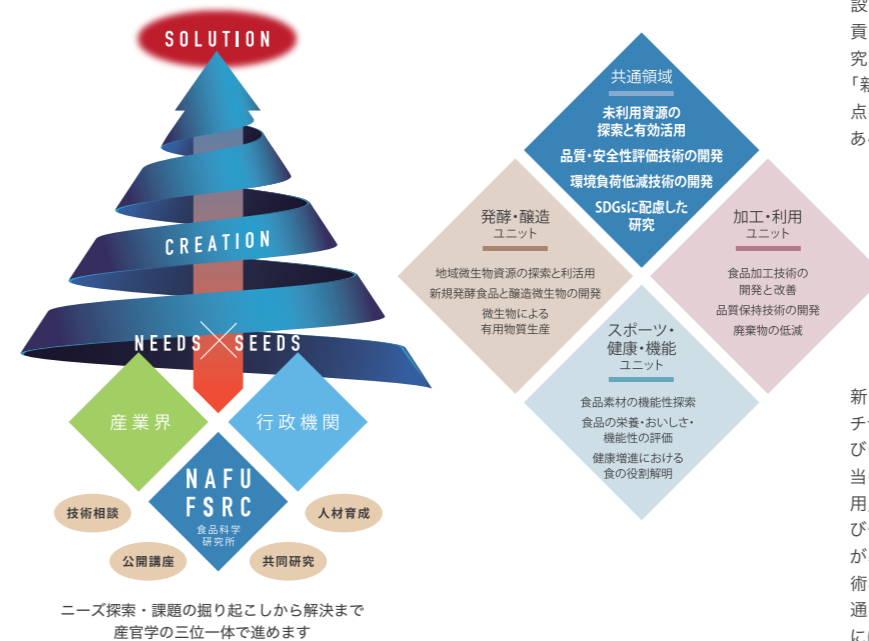 SOLUTION
CREATION
NEEDS × SEEDS
産業界
行政機関
NAFU
FSRC
食品科学
研究所
技術相談
人材育成
公開講座
共同研究
ニーズ探索・課題の掘り起こしから解決まで
産官学の三位一体で進めます
共通領域
未利用資源の
探索と有効活用
品質・安全性評価技術の開発
環境負荷低減技術の開発
SDGsに配慮した
研究
発酵・醸造
ユニット
地域微生物資源の探索と利活用
新規発酵食品と醸造微生物の開発
微生物による
有用物質生産
加工・利用
ユニット
食品加工技術の
開発と改善
品質保持技術の開発
廃棄物の低減
スポーツ・
健康・機能
ユニット
食品素材の機能性探索
食品の栄養・おいしさ・
機能性の評価
健康増進における
食の役割解明
設
貢
究
「新
点
あ
新
チ
び
当
用
び
が
術
通
に